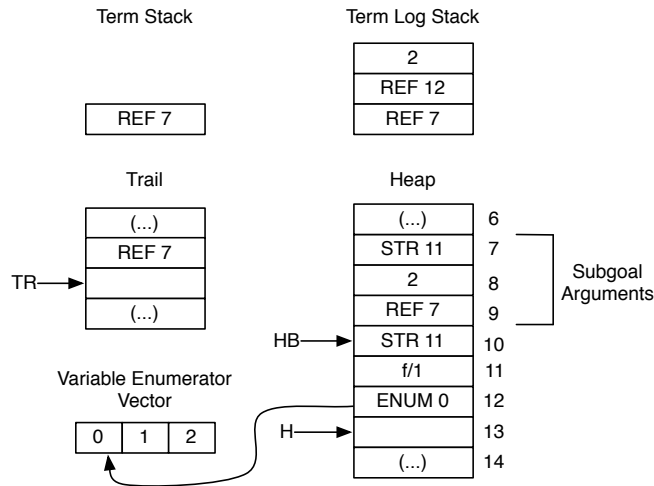 Term Stack
Term Log Stack
2
REF 12
REF 7
REF 7
Trail
Heap
(...)
(...)
6
REF 7
STR 11
7
TR
2
8
Subgoal
Arguments
(...)
REF 7
9
HB
STR 11
10
Variable Enumerator
Vector
f/1
11
ENUM 0
12
0 1 2
H
13
(...)
14